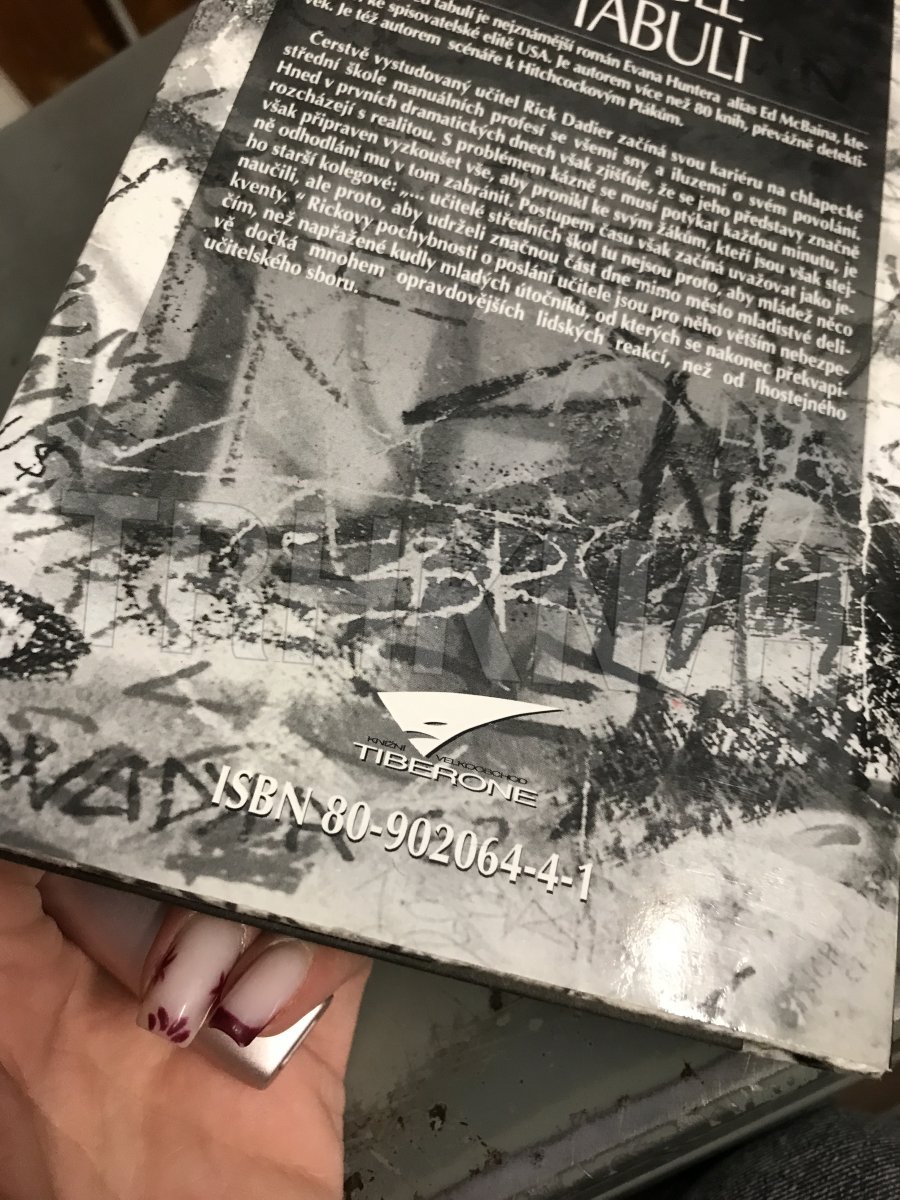 TABULÍ
tabulí je nejznámější román Evana Huntera alias Ed McBaina, kte-
ke spisovatelské elitě USA. Je autorem více než 80 knih, převážně detekti-
vek. Je též autorem scénáře k Hitchcockovým Ptákům.
Čerstvě vystudovaný učitel Rick Dadier začíná svou kariéru na chlapecké
střední škole manuálních profesí se všemi sny a iluzemi o svém povolání.
Hned v prvních dramatických dnech však zjišťuje, že se jeho představy značně
rozcházejí s realitou. S problémem kázně se musí potýkat každou minutu, je
však připraven vyzkoušet vše, aby pronikl ke svým žákům, kteří jsou však stej-
ně odhodláni mu v tom zabránit. Postupem času však začíná uvažovat jako je-
ho starší kolegové: „... učitelé středních škol tu nejsou proto, aby mládež něco
naučili, ale proto, aby udrželi značnou část dne mimo město mladistvé deli-
kventy.“ Rickovy pochybnosti o poslání učitele jsou pro něho větším nebezpe-
čím, než napřažené kudly mladých útočníků, od kterých se nakonec překvapi-
vě dočká mnohem opravdovějších lidských reakcí, než od lhostejného
učitelského sboru.
TRHKNIH
KNIŽNÍ VELKOOBCHOD
TIBERONE
ISBN 80-902064-4-1